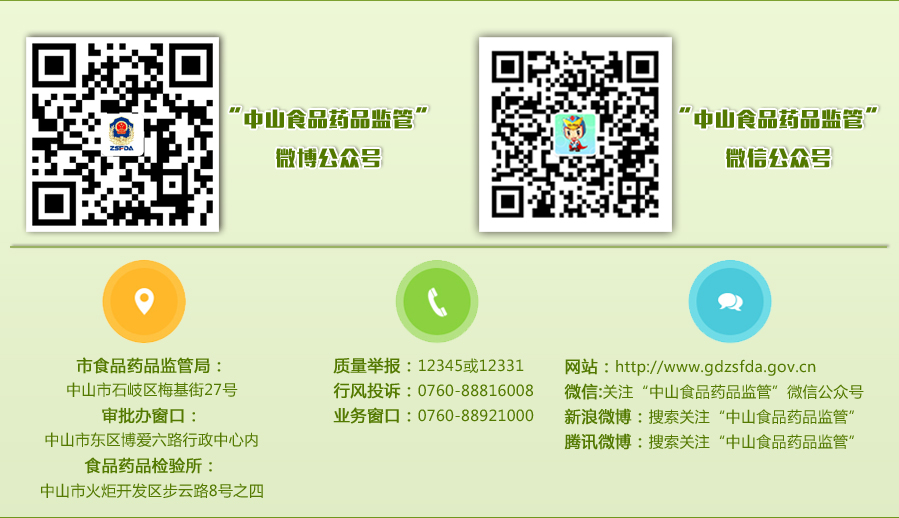 “中山食品药品监管”
微博公众号
ZSFDA
“中山食品药品监管”
微信公众号
市食品药品监管局：
中山市石岐区梅基街27号
审批办窗口：
中山市东区博爱六路行政中心内
食品药品检验所：
中山市火炬开发区步云路8号之四
质量举报：12345或12331
行风投诉：0760-88816008
业务窗口：0760-88921000
网站：http://www.gdzsfda.gov.cn
微信:关注“中山食品药品监管”微信公众号
新浪微博：搜索关注“中山食品药品监管”
腾讯微博：搜索关注“中山食品药品监管”